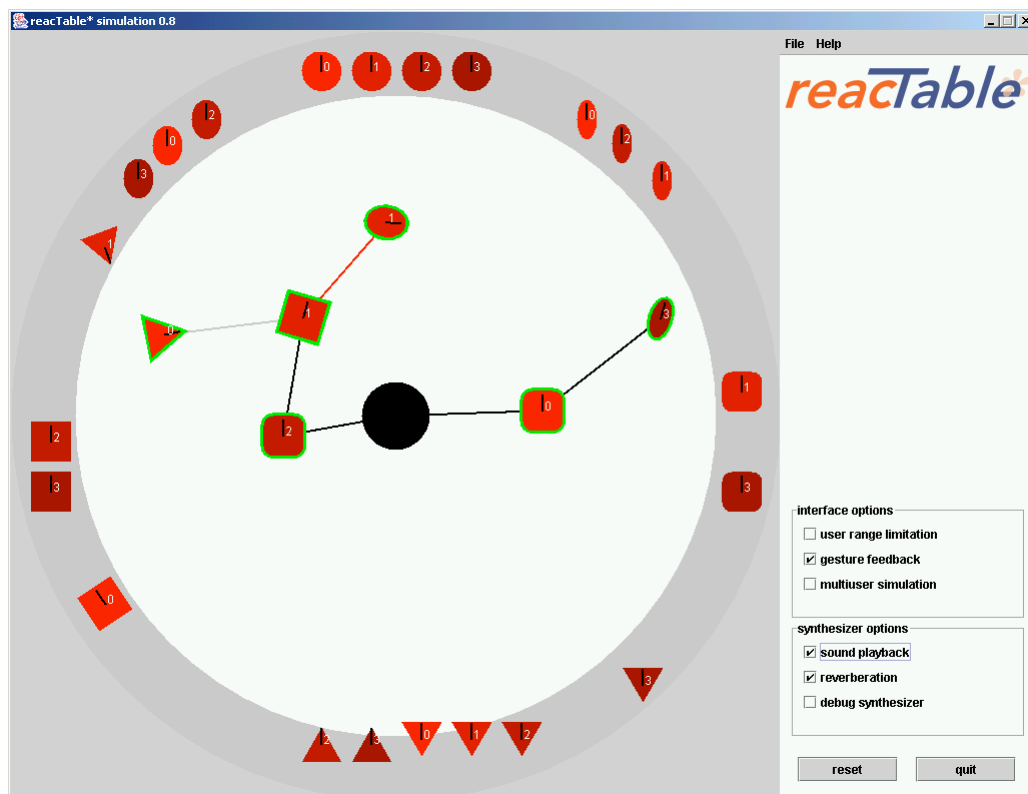 reacTable* simulation 0.8
File Help
reacTable*
0 1 2 3
0 2 1
2 0 3
1
1
3
0
1
1
0
2
2
3
3
0
3
2 3 0 1 2
interface options
user range limitation
gesture feedback
multiuser simulation
synthesizer options
sound playback
reverberation
debug synthesizer
reset quit